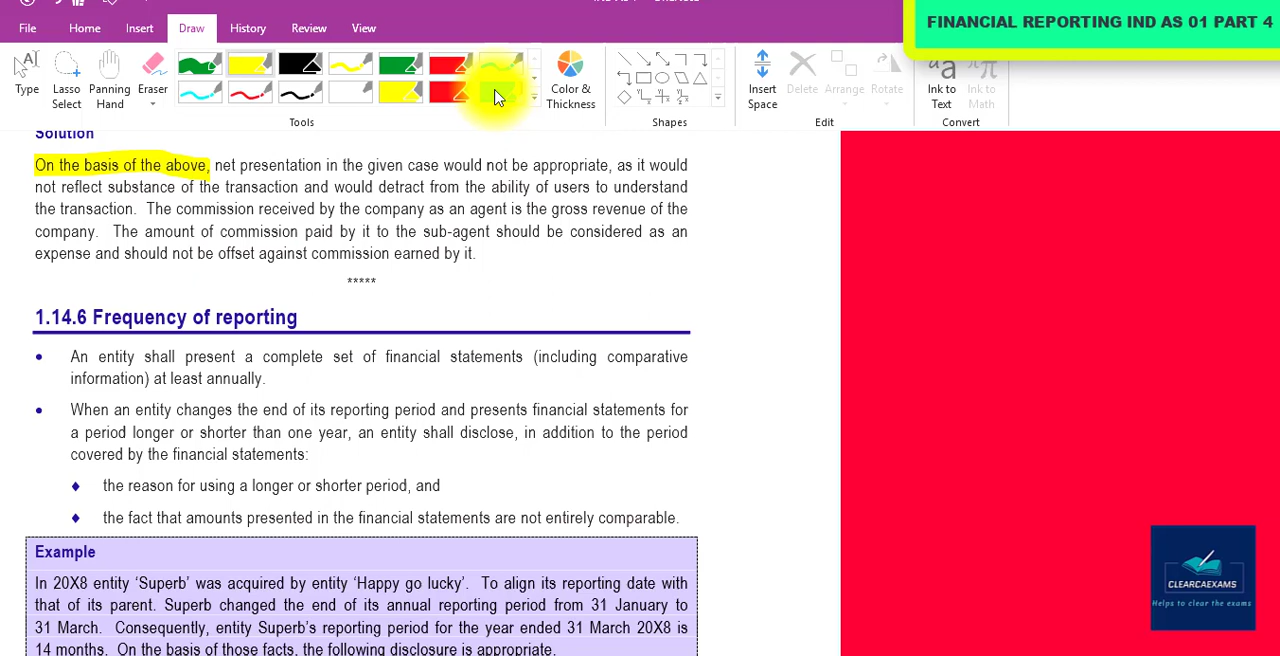 FINANCIAL REPORTING IND AS 01 PART 4
File Home Insert Draw History Review View
Type
Lasso Select
Panning Hand
Eraser
Color & Thickness
Insert Space
Delete Arrange Rotate
Ink to Text
Ink to Math
Tools Shapes Edit Convert
Solution
On the basis of the above, net presentation in the given case would not be appropriate, as it would
not reflect substance of the transaction and would detract from the ability of users to understand
the transaction. The commission received by the company as an agent is the gross revenue of the
company. The amount of commission paid by it to the sub-agent should be considered as an
expense and should not be offset against commission earned by it.
*****
1.14.6 Frequency of reporting
• An entity shall present a complete set of financial statements (including comparative
information) at least annually.
• When an entity changes the end of its reporting period and presents financial statements for
a period longer or shorter than one year, an entity shall disclose, in addition to the period
covered by the financial statements:
♦ the reason for using a longer or shorter period, and
♦ the fact that amounts presented in the financial statements are not entirely comparable.
Example
In 20X8 entity ‘Superb’ was acquired by entity ‘Happy go lucky’. To align its reporting date with
that of its parent. Superb changed the end of its annual reporting period from 31 January to
31 March. Consequently, entity Superb’s reporting period for the year ended 31 March 20X8 is
14 months. On the basis of those facts, the following disclosure is appropriate.
CLEARCAEXAMS
Helps to clear the exams